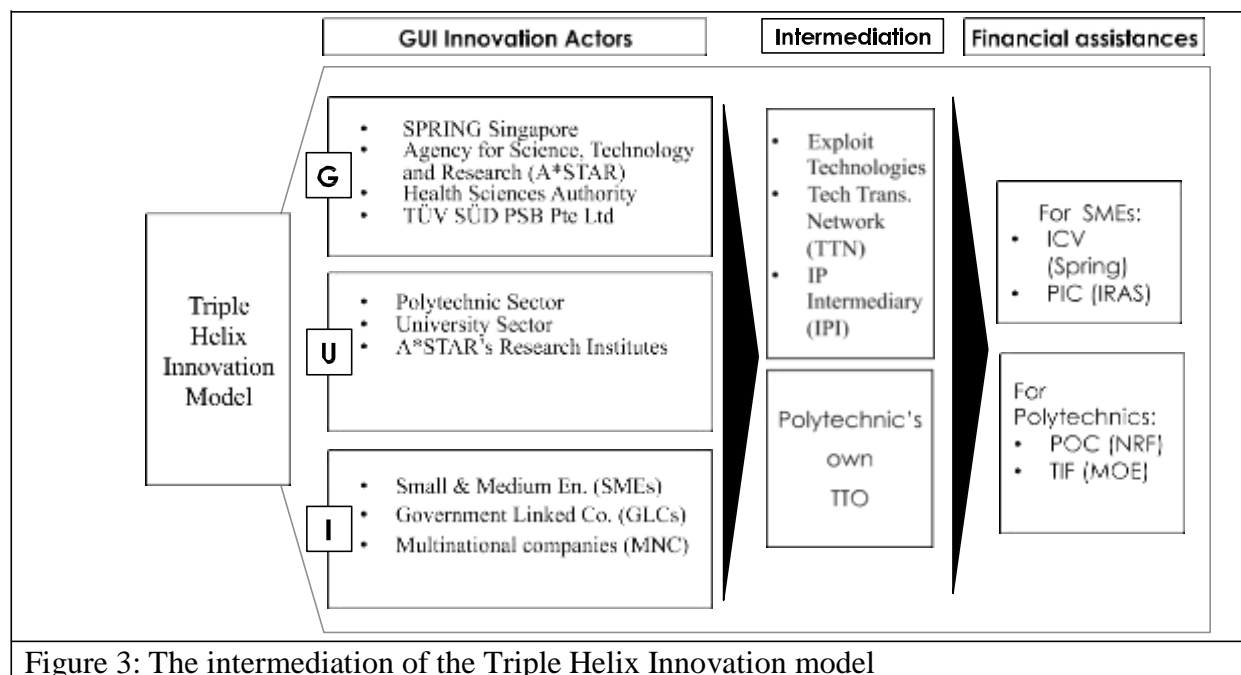 GUI Innovation Actors
Intermediation
Financial assistances
Triple
Helix
Innovation
Model
G
• SPRING Singapore
• Agency for Science, Technology
and Research (A*STAR)
• Health Sciences Authority
• TÜV SÜD PSB Pte Ltd
U
• Polytechnic Sector
• University Sector
• A*STAR's Research Institutes
I
• Small & Medium En. (SMEs)
• Government Linked Co. (GLCs)
• Multinational companies (MNC)
• Exploit
Technologies
• Tech Trans.
Network
(TTN)
• IP
Intermediary
(IPI)
Polytechnic's
own
TTO
For SMEs:
• ICV
(Spring)
• PIC (IRAS)
For
Polytechnics:
• POC (NRF)
• TIF (MOE)
Figure 3: The intermediation of the Triple Helix Innovation model